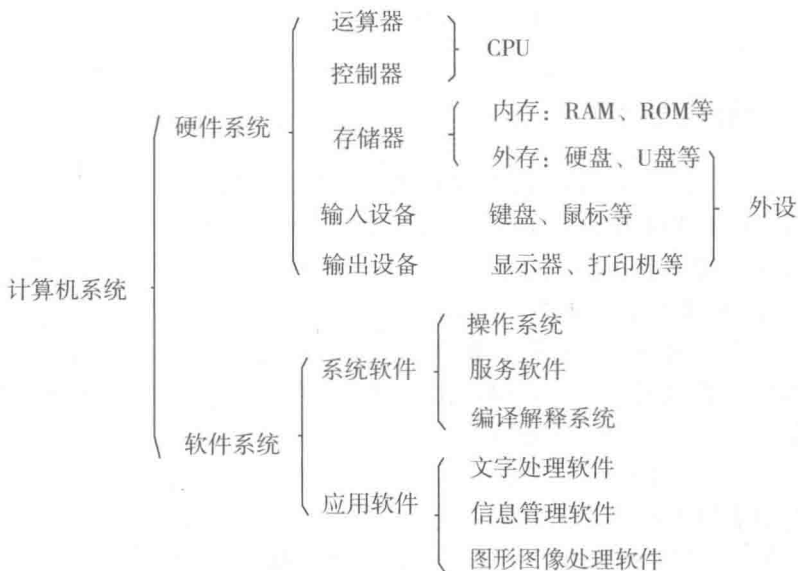 运算器
CPU
控制器
硬件系统
内存：RAM、ROM等
存储器
外存：硬盘、U盘等
输入设备 键盘、鼠标等
外设
输出设备 显示器、打印机等
计算机系统
操作系统
系统软件 服务软件
编译解释系统
软件系统
文字处理软件
应用软件 信息管理软件
图形图像处理软件